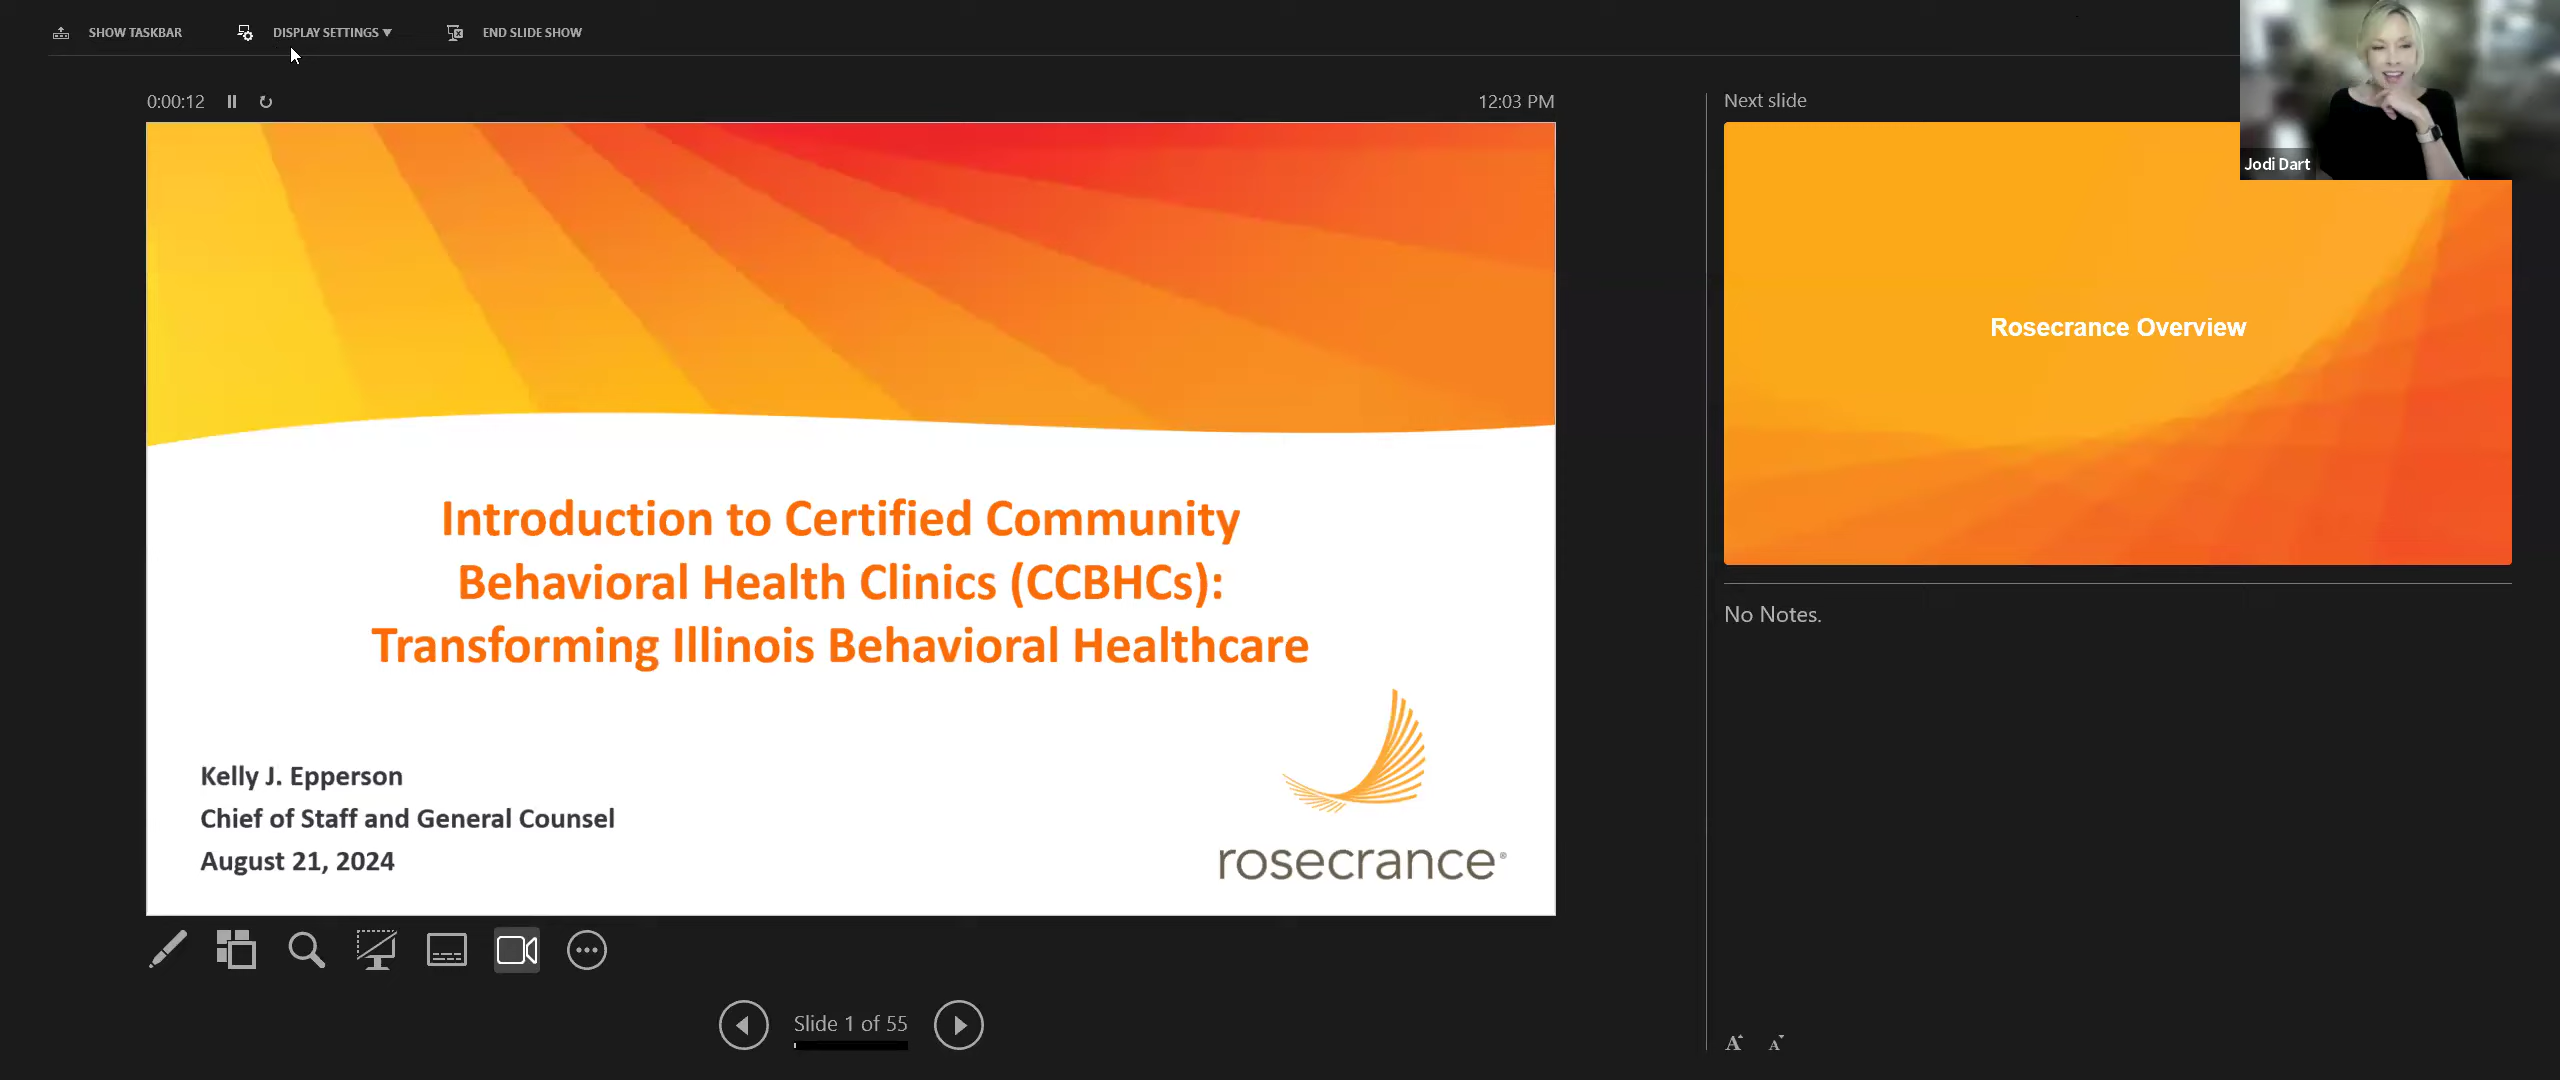 SHOW TASKBAR
DISPLAY SETTINGS ▼
END SLIDE SHOW
0:00:12
12:03 PM
Next slide
Jodi Dart
Rosecrance Overview
Introduction to Certified Community
Behavioral Health Clinics (CCBHCs):
Transforming Illinois Behavioral Healthcare
Kelly J. Epperson
Chief of Staff and General Counsel
August 21, 2024
rosecrance®
No Notes.
Slide 1 of 55
A A